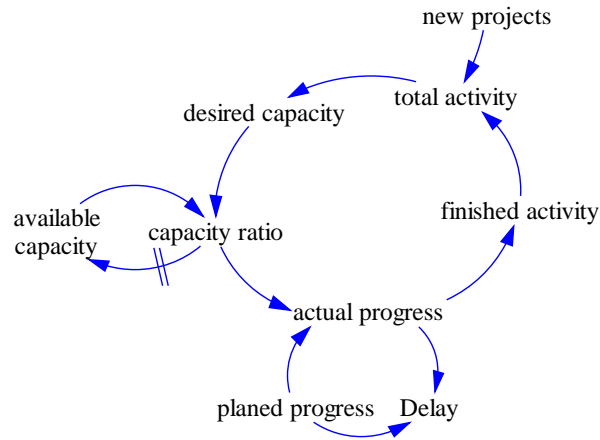 new projects
total activity
desired capacity
finished activity
available
capacity
capacity ratio
actual progress
planed progress
Delay